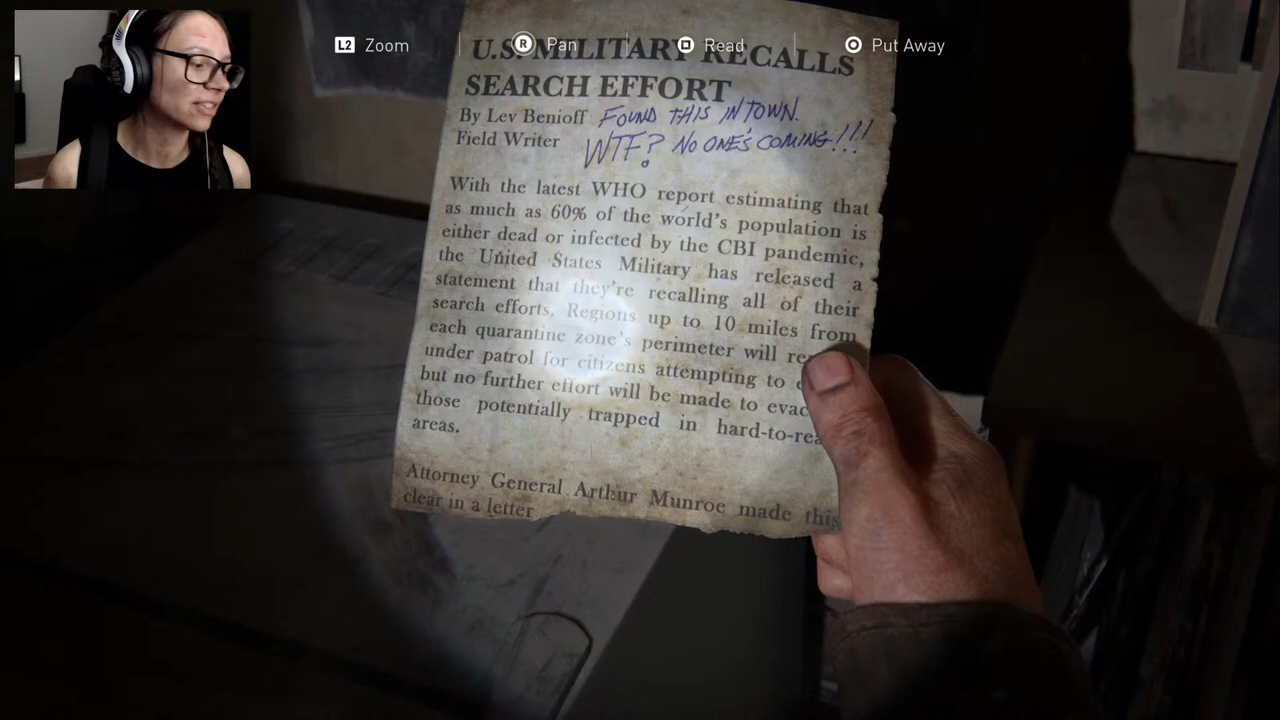 L2 Zoom R Pan Read Put Away
U.S. MILITARY RECALLS
SEARCH EFFORT
By Lev Benioff FOUND THIS IN TOWN.
Field Writer WTF? NO ONE'S COMING!!!
With the latest WHO report estimating that
as much as 60% of the world's population is
either dead or infected by the CBI pandemic,
the United States Military has released a
statement that they're recalling all of their
search efforts. Regions up to 10 miles from
each quarantine zone's perimeter will
under patrol for citizens attempting to
but no further effort will be made to
those potentially trapped in
areas.
Attorney General Arthur Munroe made this
clear in a letter